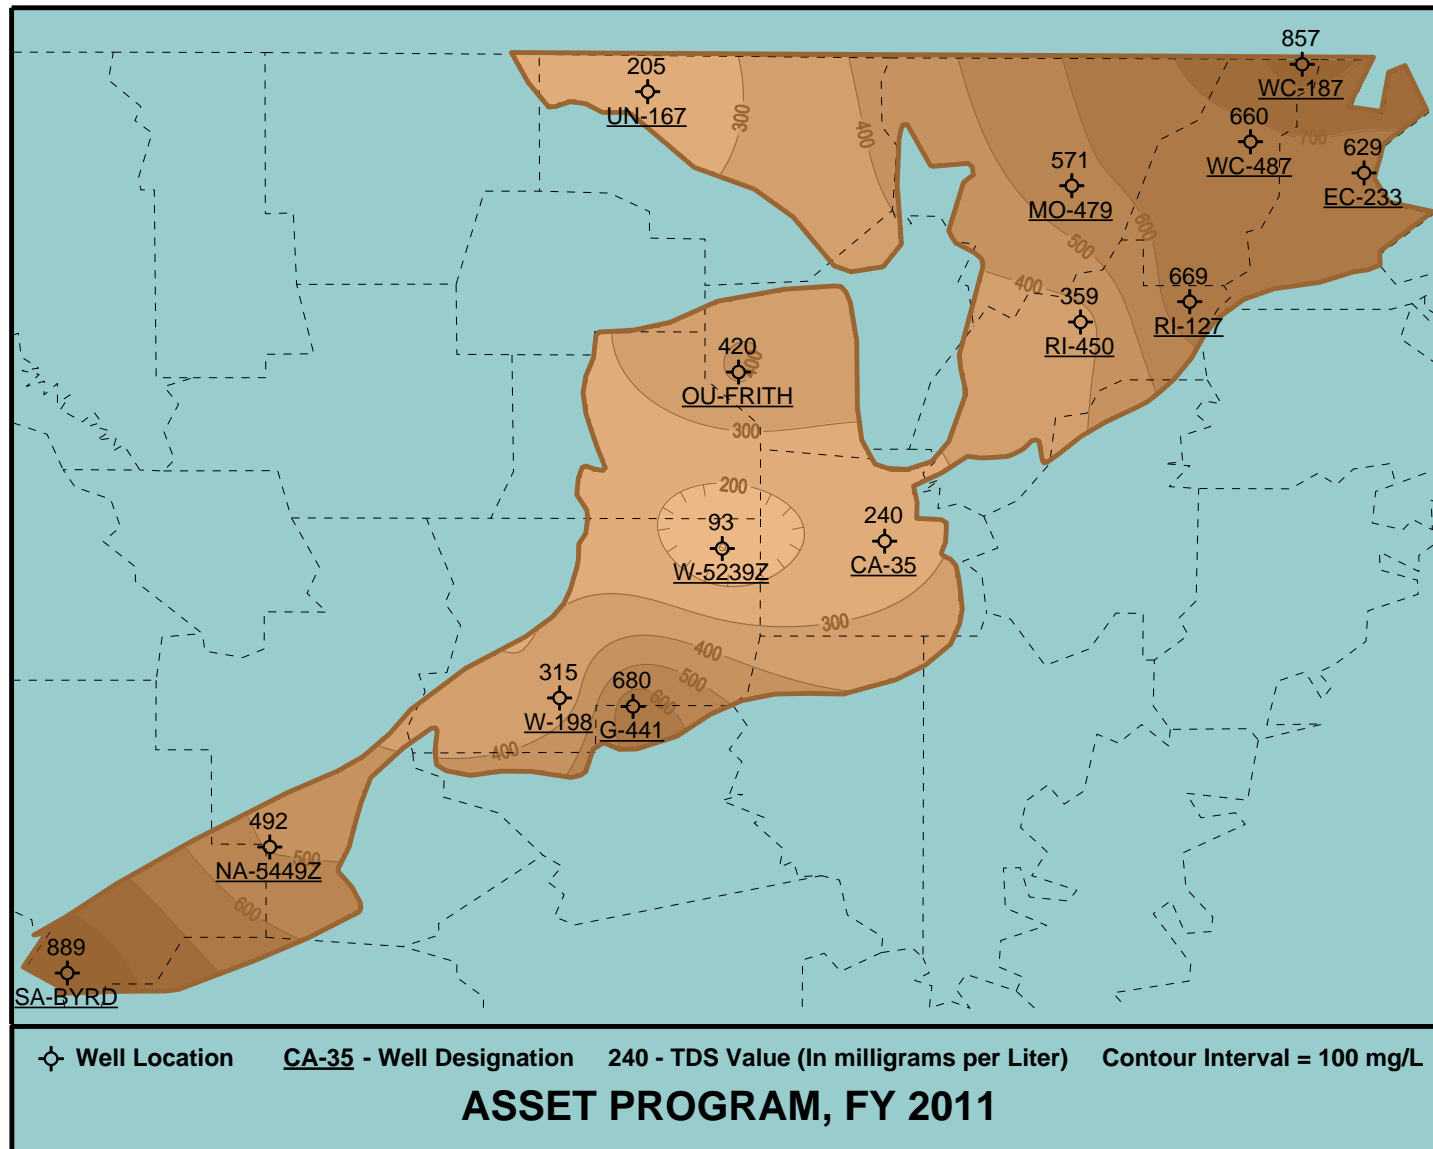 857
WC-187
205
UN-167
300
400
660
WC-487
700
629
EC-233
571
MO-479
600
500
400
359
RI-450
669
RI-127
420
400
OU-FRITH
300
200
93
W-5239Z
240
CA-35
300
400
500
600
315
W-198
680
G-441
400
492
500
NA-5449Z
600
889
SA-BYRD
Well Location CA-35 - Well Designation 240 - TDS Value (In milligrams per Liter) Contour Interval = 100 mg/L
ASSET PROGRAM, FY 2011